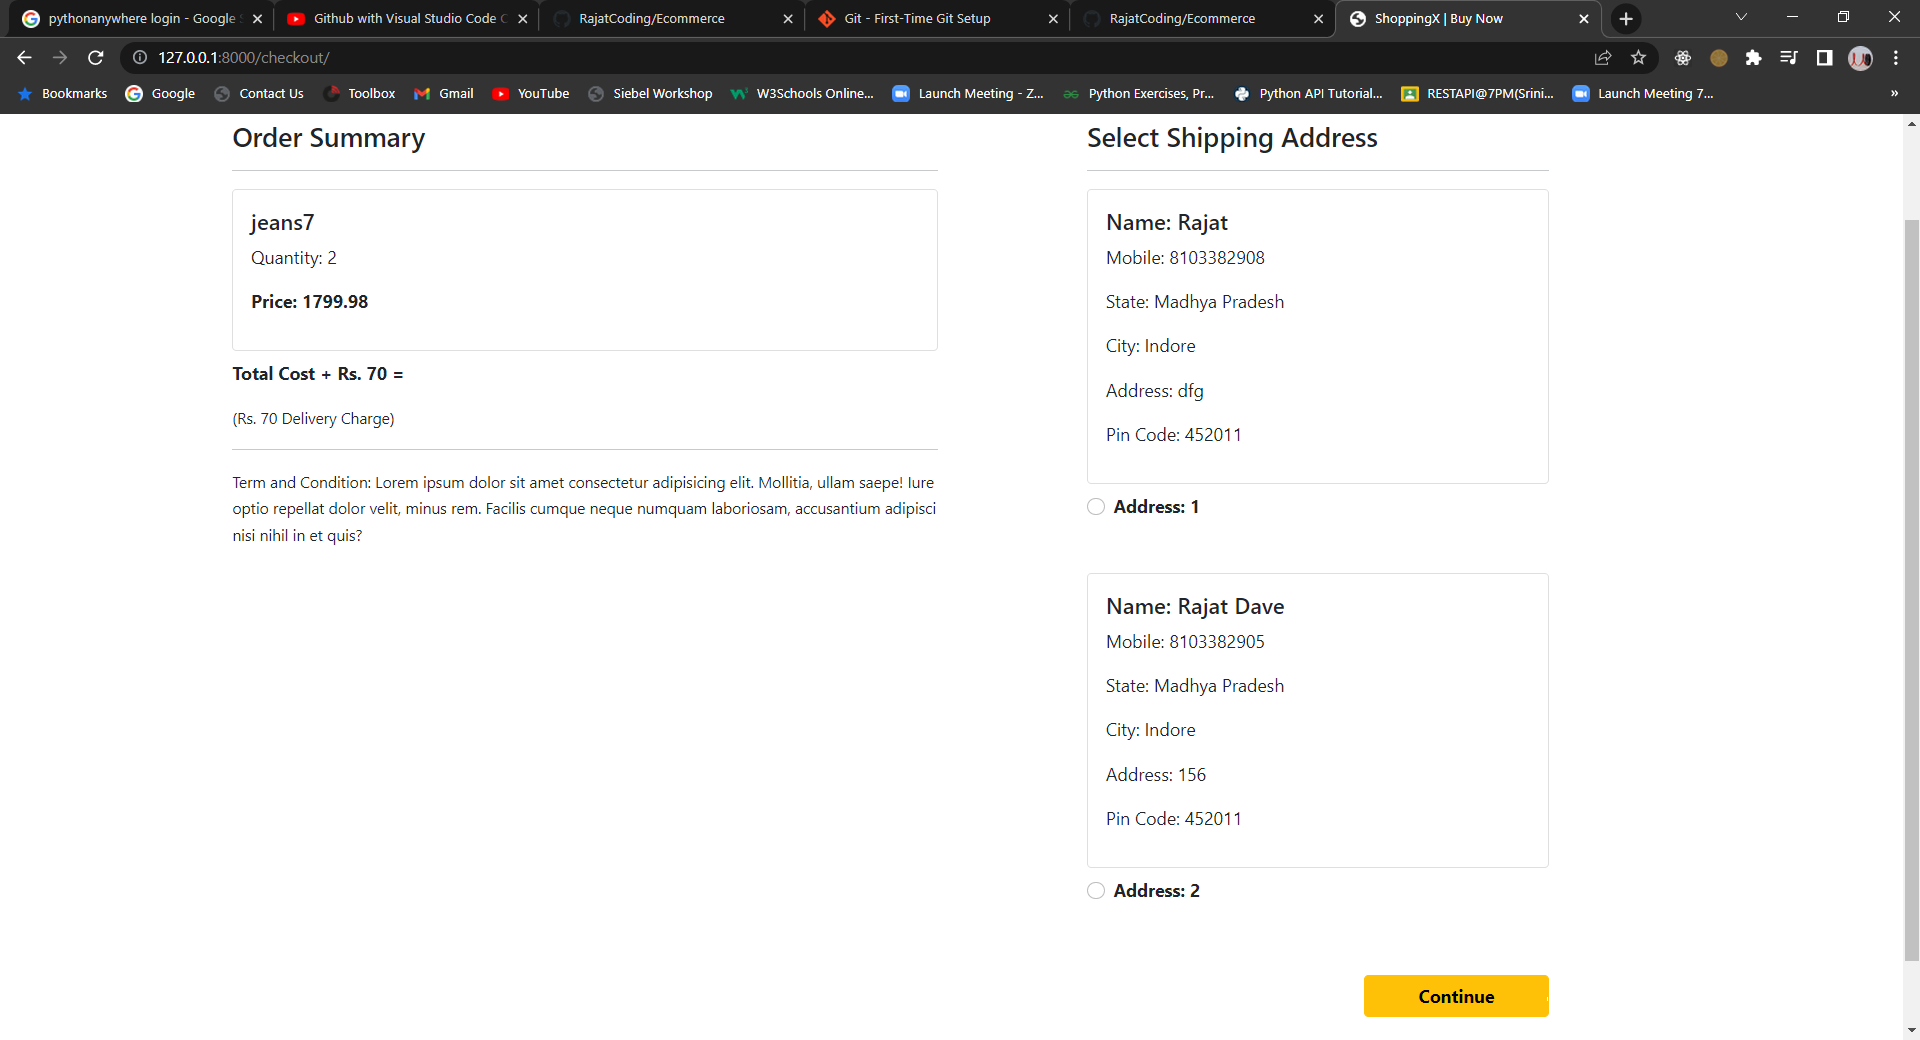 pythonanywhere login - Google S
Github with Visual Studio Code C
RajatCoding/Ecommerce
Git - First-Time Git Setup
RajatCoding/Ecommerce
ShoppingX | Buy Now
127.0.0.1:8000/checkout/
Bookmarks
Google
Contact Us
Toolbox
Gmail
YouTube
Siebel Workshop
W3Schools Online...
Launch Meeting - Z...
Python Exercises, Pr...
Python API Tutorial...
RESTAPI@7PM(Srini...
Launch Meeting 7...
»
Order Summary
jeans7
Quantity: 2
Price: 1799.98
Total Cost + Rs. 70 =
(Rs. 70 Delivery Charge)
Term and Condition: Lorem ipsum dolor sit amet consectetur adipisicing elit. Mollitia, ullam saepe! Iure
optio repellat dolor velit, minus rem. Facilis cumque neque numquam laboriosam, accusantium adipisci
nisi nihil in et quis?
Select Shipping Address
Name: Rajat
Mobile: 8103382908
State: Madhya Pradesh
City: Indore
Address: dfg
Pin Code: 452011
Address: 1
Name: Rajat Dave
Mobile: 8103382905
State: Madhya Pradesh
City: Indore
Address: 156
Pin Code: 452011
Address: 2
Continue